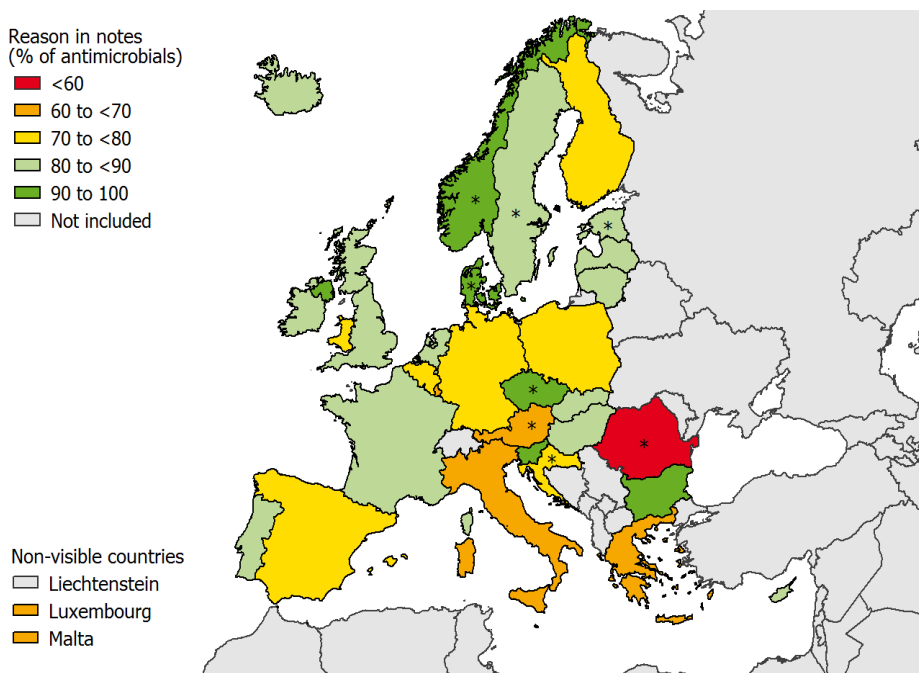 Reason in notes
(% of antimicrobials)
<60
60 to <70
70 to <80
80 to <90
90 to 100
Not included
*
*
*
*
*
*
*
*
Non-visible countries
Liechtenstein
Luxembourg
Malta